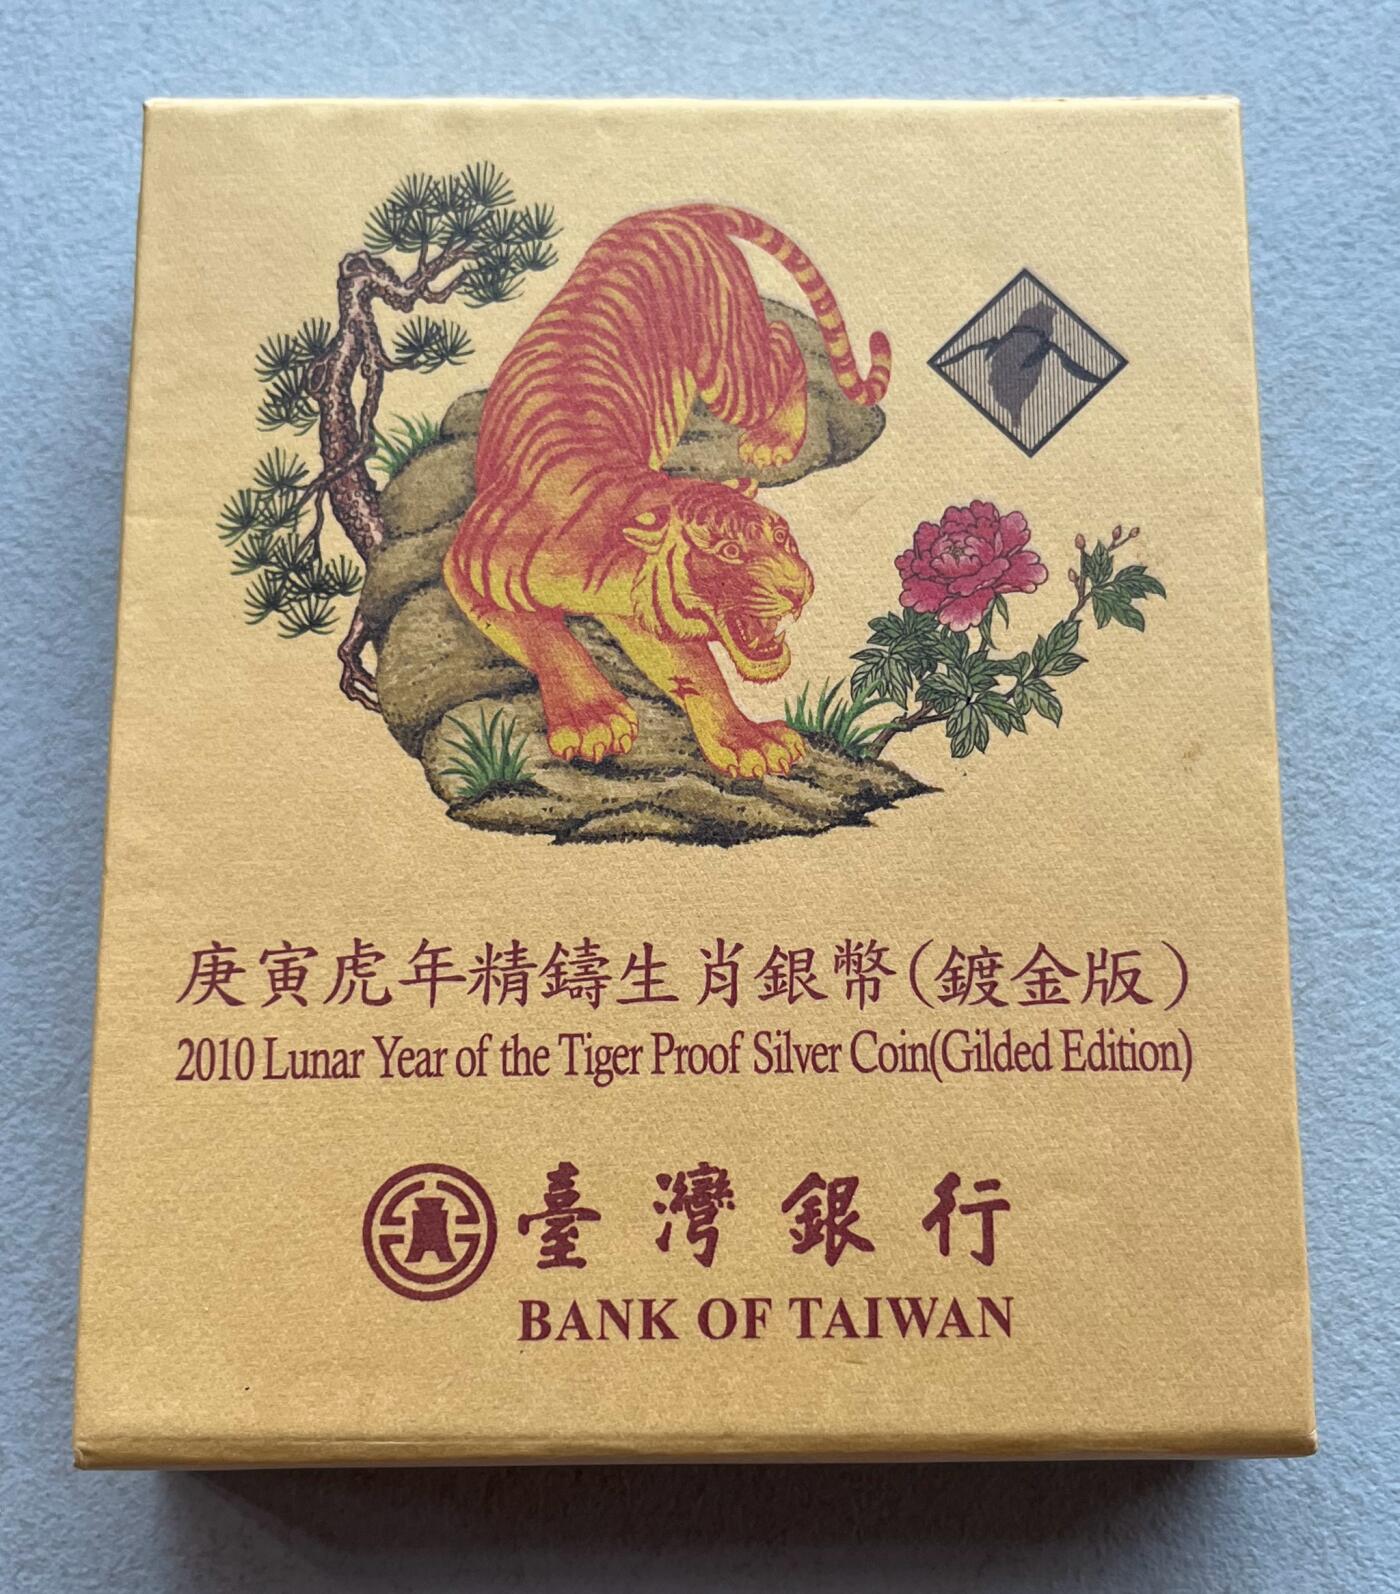 庚寅虎年精鑄生肖銀幣(鍍金版)
2010 Lunar Year of the Tiger Proof Silver Coin(Gilded Edition)
臺灣銀行
BANK OF TAIWAN